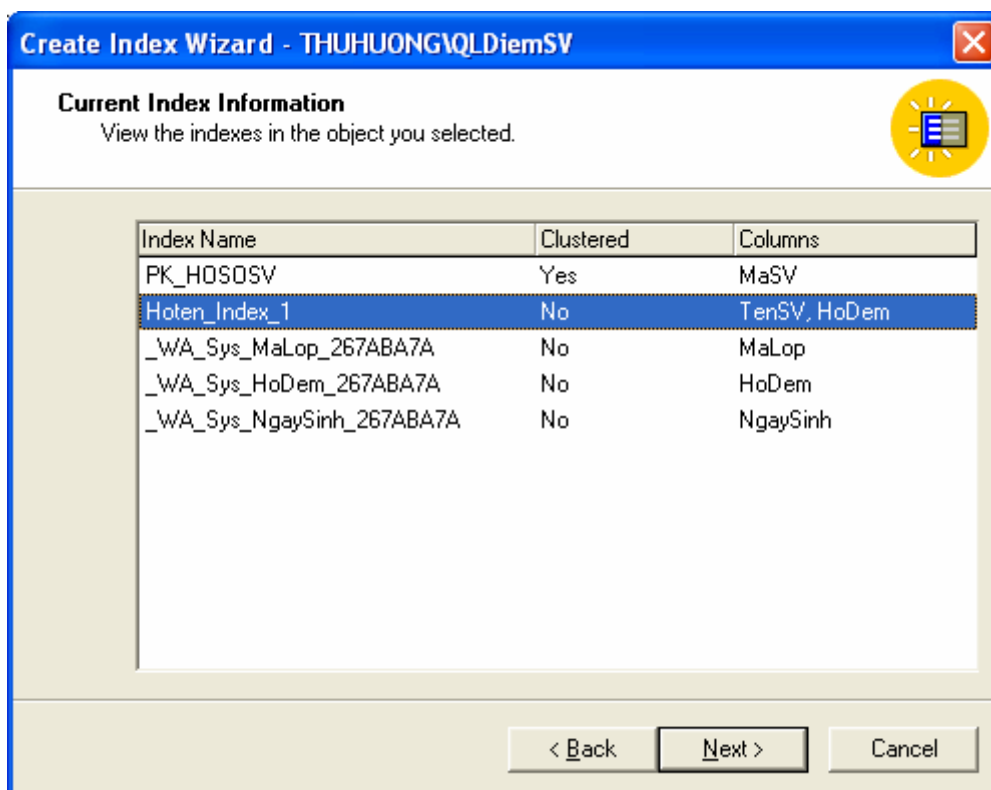 Create Index Wizard - THUHUONG\QLDiemSV
Current Index Information
View the indexes in the object you selected.
Index Name Clustered Columns
PK_HOSOSV Yes MaSV
Hoten_Index_1 No TenSV, HoDem
_WA_Sys_MaLop_267ABA7A No MaLop
_WA_Sys_HoDem_267ABA7A No HoDem
_WA_Sys_NgaySinh_267ABA7A No NgaySinh
< Back Next > Cancel